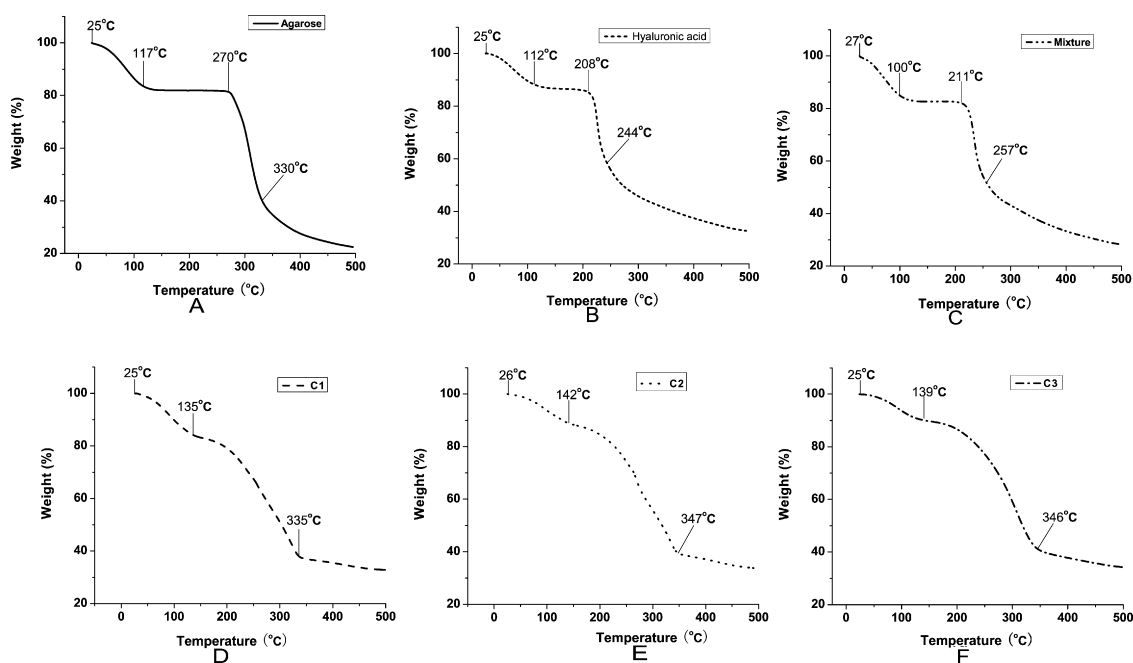 Agarose
25°C
117°C
270°C
330°C
100
80
60
40
20
0
100
200
300
400
500
Weight (%)
Temperature (°C)
A
Hyaluronic acid
25°C
112°C
208°C
244°C
100
80
60
40
20
0
100
200
300
400
500
Weight (%)
Temperature (°C)
B
Mixture
27°C
100°C
211°C
257°C
100
80
60
40
20
0
100
200
300
400
500
Weight (%)
Temperature (°C)
C
C1
25°C
135°C
335°C
100
80
60
40
20
0
100
200
300
400
500
Weight (%)
Temperature (°C)
D
C2
26°C
142°C
347°C
100
80
60
40
20
0
100
200
300
400
500
Weight (%)
Temperature (°C)
E
C3
25°C
139°C
346°C
100
80
60
40
20
0
100
200
300
400
500
Weight (%)
Temperature (°C)
F